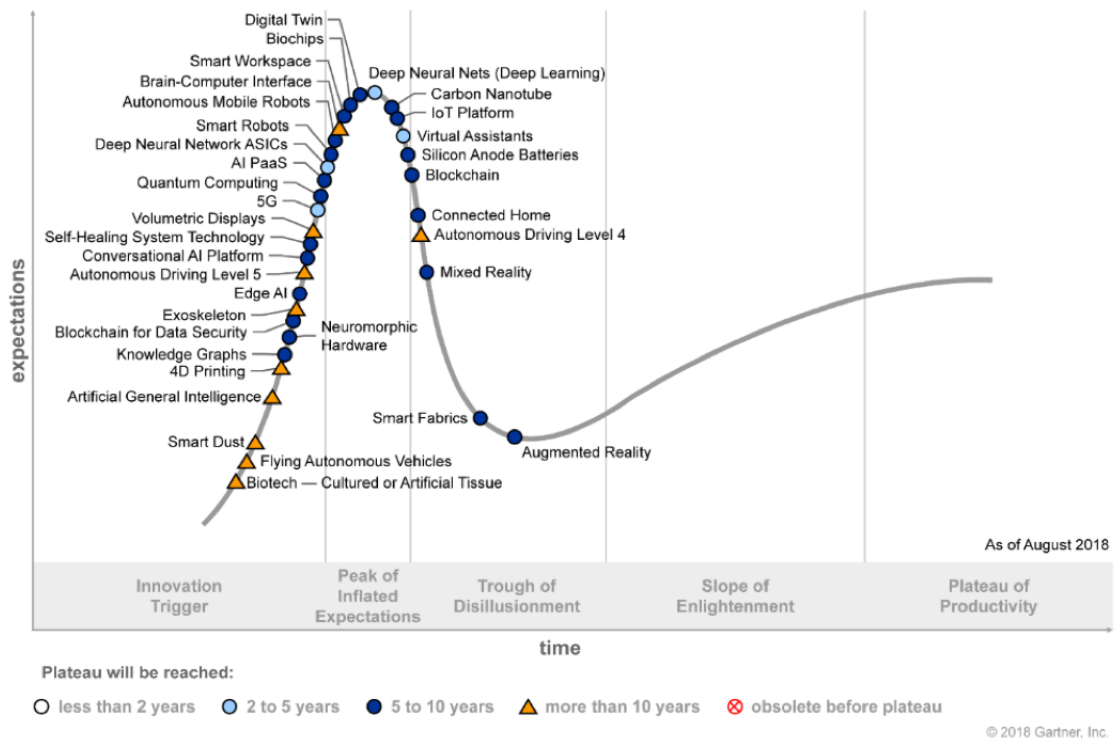 Digital Twin
Biochips
Smart Workspace
Brain-Computer Interface
Autonomous Mobile Robots
Smart Robots
Deep Neural Network ASICs
AI PaaS
Quantum Computing
5G
Volumetric Displays
Self-Healing System Technology
Conversational AI Platform
Autonomous Driving Level 5
Edge AI
Exoskeleton
Blockchain for Data Security
Neuromorphic
Hardware
Knowledge Graphs
4D Printing
Artificial General Intelligence
Smart Dust
Flying Autonomous Vehicles
Biotech — Cultured or Artificial Tissue
Deep Neural Nets (Deep Learning)
Carbon Nanotube
IoT Platform
Virtual Assistants
Silicon Anode Batteries
Blockchain
Connected Home
Autonomous Driving Level 4
Mixed Reality
Smart Fabrics
Augmented Reality
expectations
As of August 2018
Innovation
Trigger
Peak of
Inflated
Expectations
Trough of
Disillusionment
Slope of
Enlightenment
Plateau of
Productivity
time
Plateau will be reached:
less than 2 years
2 to 5 years
5 to 10 years
more than 10 years
obsolete before plateau
© 2018 Gartner, Inc.